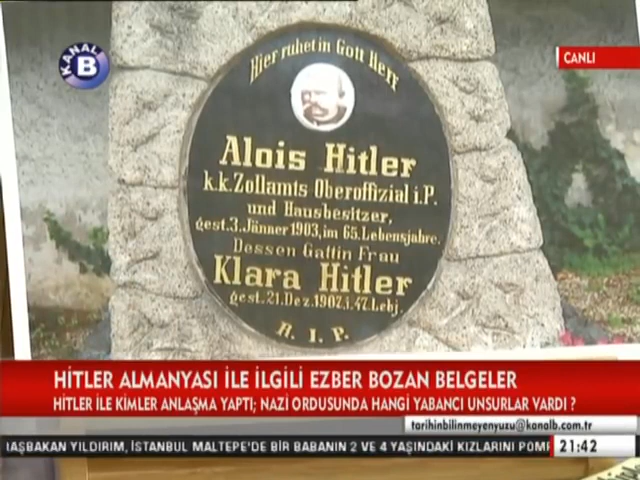 KANAL
B
CANLI
Hier ruhet in Gott Herr
Alois Hitler
k.k. Zollamts Oberoffizial i.P.
und Hausbesitzer,
gest. 3. Jänner 1903, im 65. Lebensjahre.
Dessen Gattin Frau
Klara Hitler
gest. 21. Dez. 1907, i. 47. Lebj.
R. I. P.
HİTLER ALMANYASI İLE İLGİLİ EZBER BOZAN BELGELER
HİTLER İLE KİMLER ANLAŞMA YAPTI; NAZİ ORDUSUNDA HANGİ YABANCI UNSURLAR VARDI ?
tarihinbilinmeyenyuzu@kanalb.com.tr
AŞBAKAN YILDIRIM, İSTANBUL MALTEPE'DE BİR BABANIN 2 VE 4 YAŞINDAKİ KIZLARINI POMP
21:42